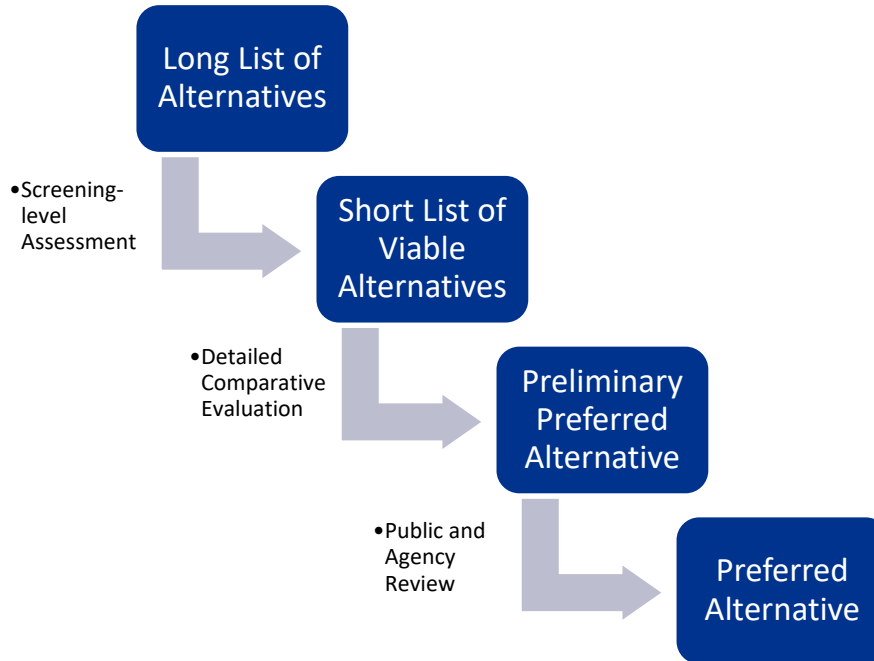 Long List of
Alternatives
•Screening-
level
Assessment
Short List of
Viable
Alternatives
•Detailed
Comparative
Evaluation
Preliminary
Preferred
Alternative
•Public and
Agency
Review
Preferred
Alternative